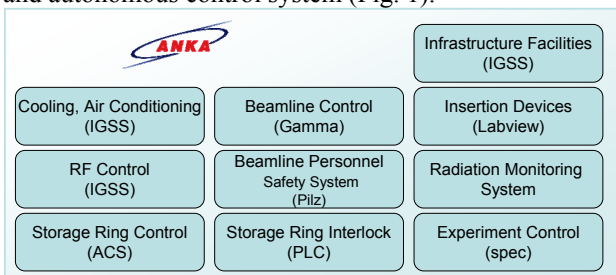 and autonomous control system (Fig. 1).
ANKA
Infrastructure Facilities
(IGSS)
Cooling, Air Conditioning
(IGSS)
Beamline Control
(Gamma)
Insertion Devices
(Labview)
RF Control
(IGSS)
Beamline Personnel
Safety System
(Pilz)
Radiation Monitoring
System
Storage Ring Control
(ACS)
Storage Ring Interlock
(PLC)
Experiment Control
(spec)